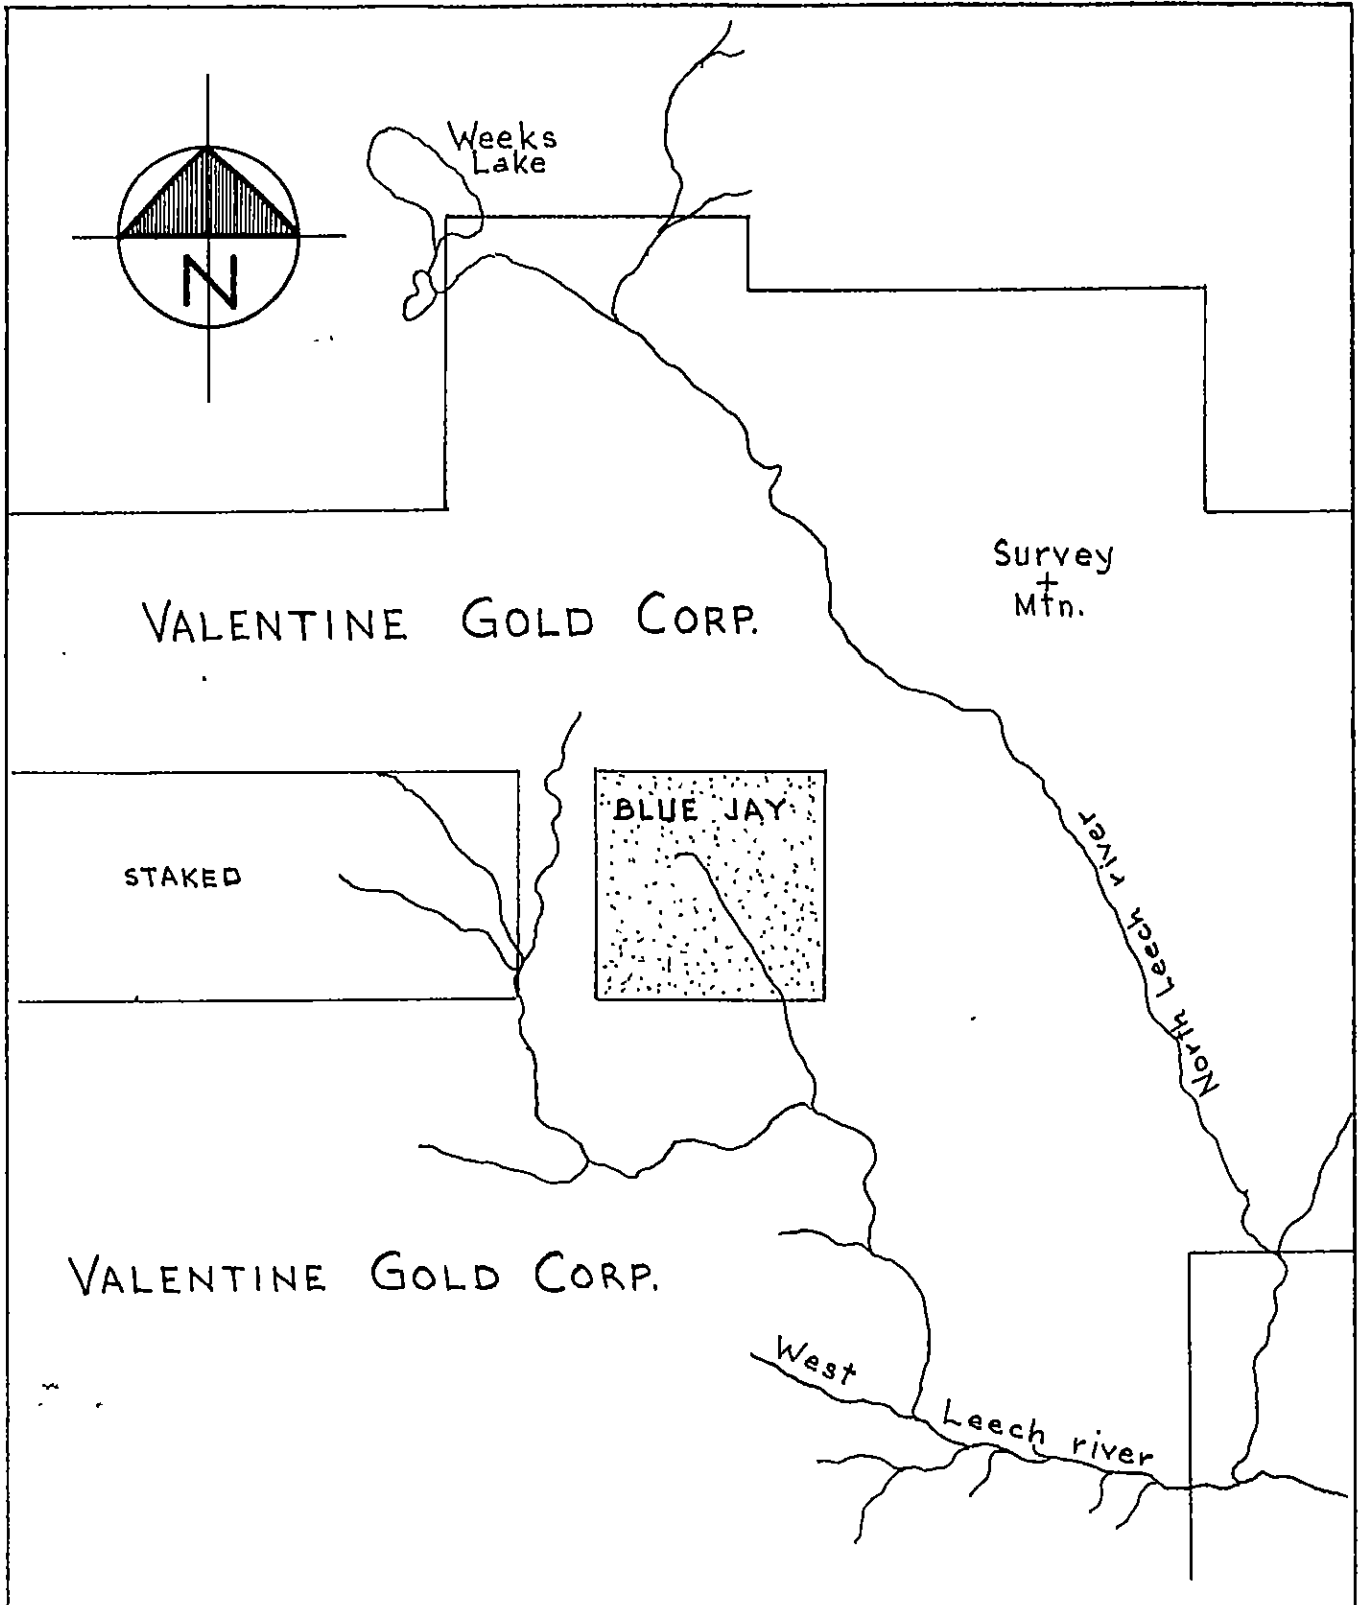 Weeks
Lake
N
Survey
Mtn.
VALENTINE GOLD CORP.
BLUE JAY
STAKED
North Leech river
VALENTINE GOLD CORP.
West
Leech river